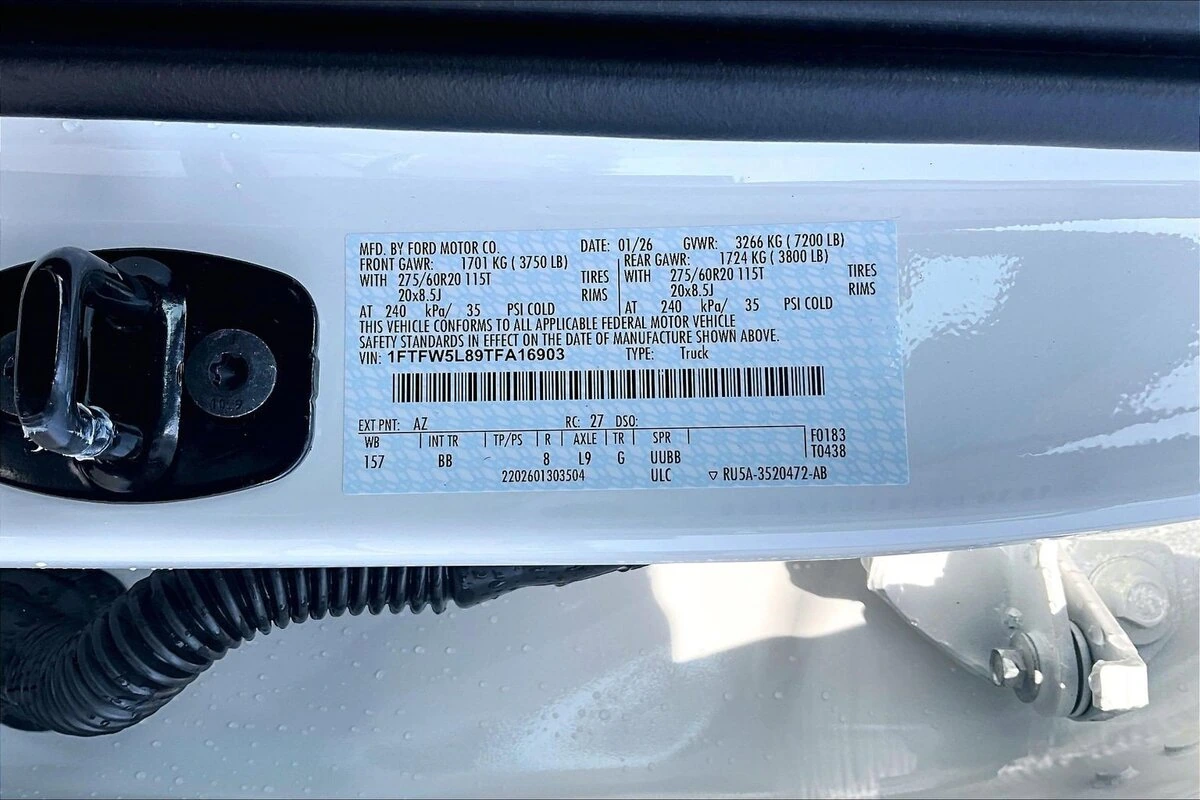 MFD. BY FORD MOTOR CO. DATE: 01/26 GVWR: 3266 KG ( 7200 LB)
FRONT GAWR: 1701 KG ( 3750 LB) REAR GAWR: 1724 KG ( 3800 LB)
WITH 275/60R20 115T TIRES WITH 275/60R20 115T TIRES
20x8.5J RIMS 20x8.5J RIMS
AT 240 kPa/ 35 PSI COLD AT 240 kPa/ 35 PSI COLD
THIS VEHICLE CONFORMS TO ALL APPLICABLE FEDERAL MOTOR VEHICLE
SAFETY STANDARDS IN EFFECT ON THE DATE OF MANUFACTURE SHOWN ABOVE.
VIN: 1FTFW5L89TFA16903 TYPE: Truck
EXT PNT: AZ RC: 27 DSO:
WB INT TR TP/PS R AXLE TR SPR F0183
157 BB 8 L9 G UUBB T0438
2202601303504 ULC ▽ RU5A-3520472-AB